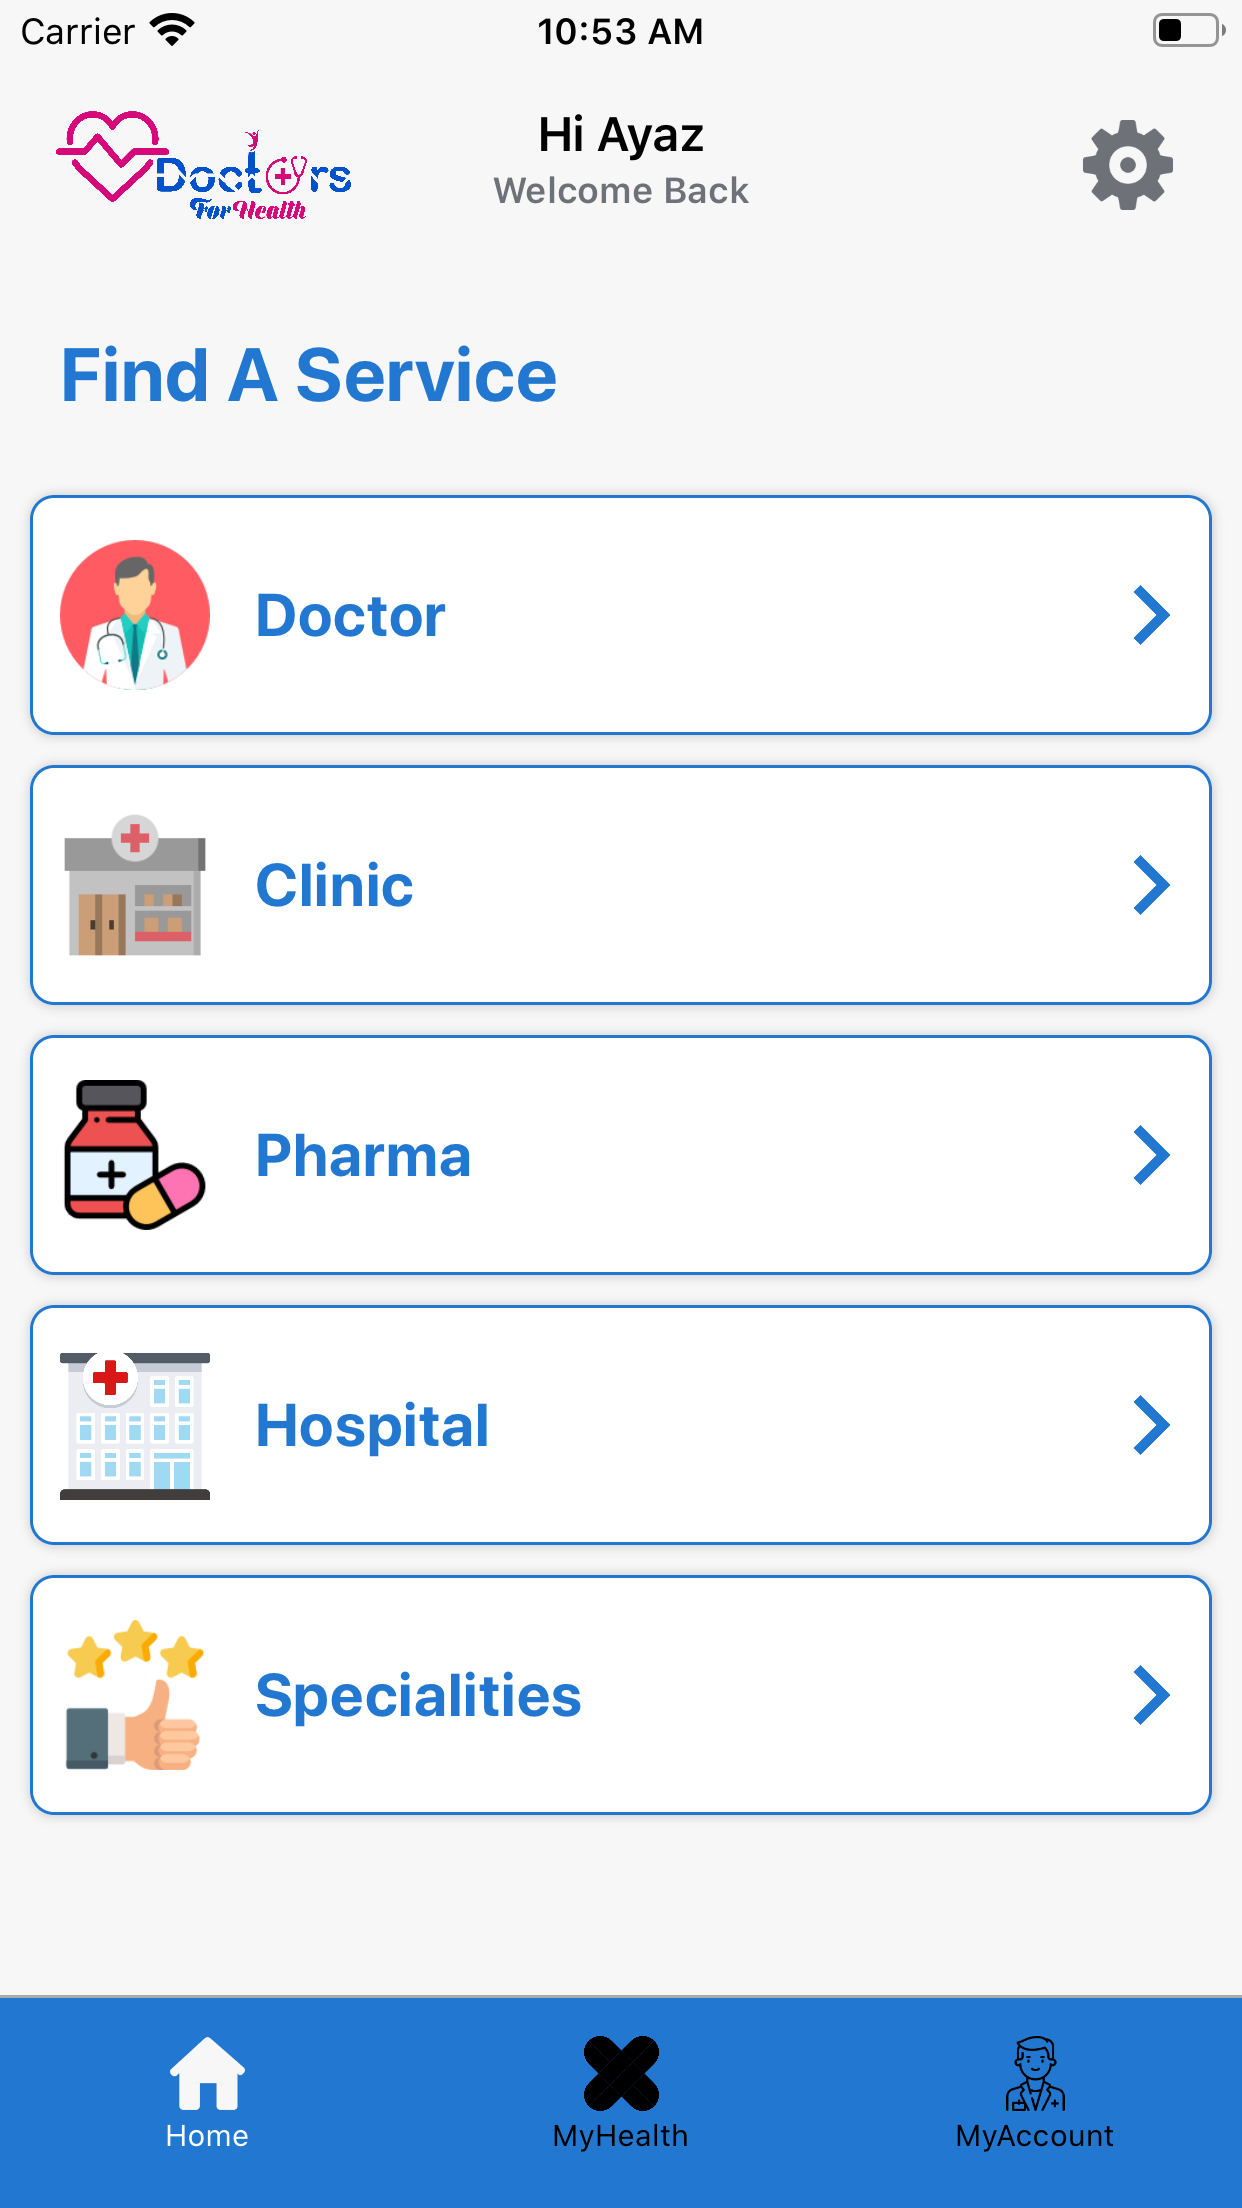 Carrier
10:53 AM
Doctors
For Health
Hi Ayaz
Welcome Back
Find A Service
Doctor
Clinic
Pharma
Hospital
Specialities
Home
MyHealth
MyAccount